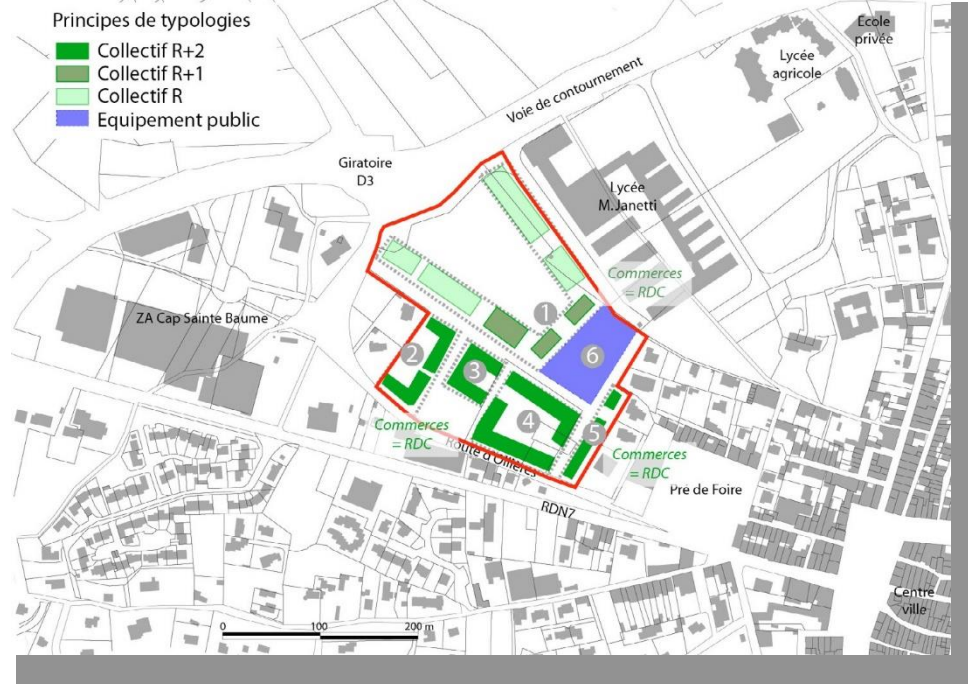 Principes de typologies
Collectif R+2
Collectif R+1
Collectif R
Equipement public
Ecole
privée
Lycée
agricole
Voie de contournement
Giratoire
D3
Lycée
M.Janetti
Commerces
= RDC
ZA Cap Sainte Baume
1
2
3
4
5
6
Commerces
= RDC
Route d'Ollières
Commerces
= RDC
Pré de Foire
RDN7
Centre
ville
0 100 200 m